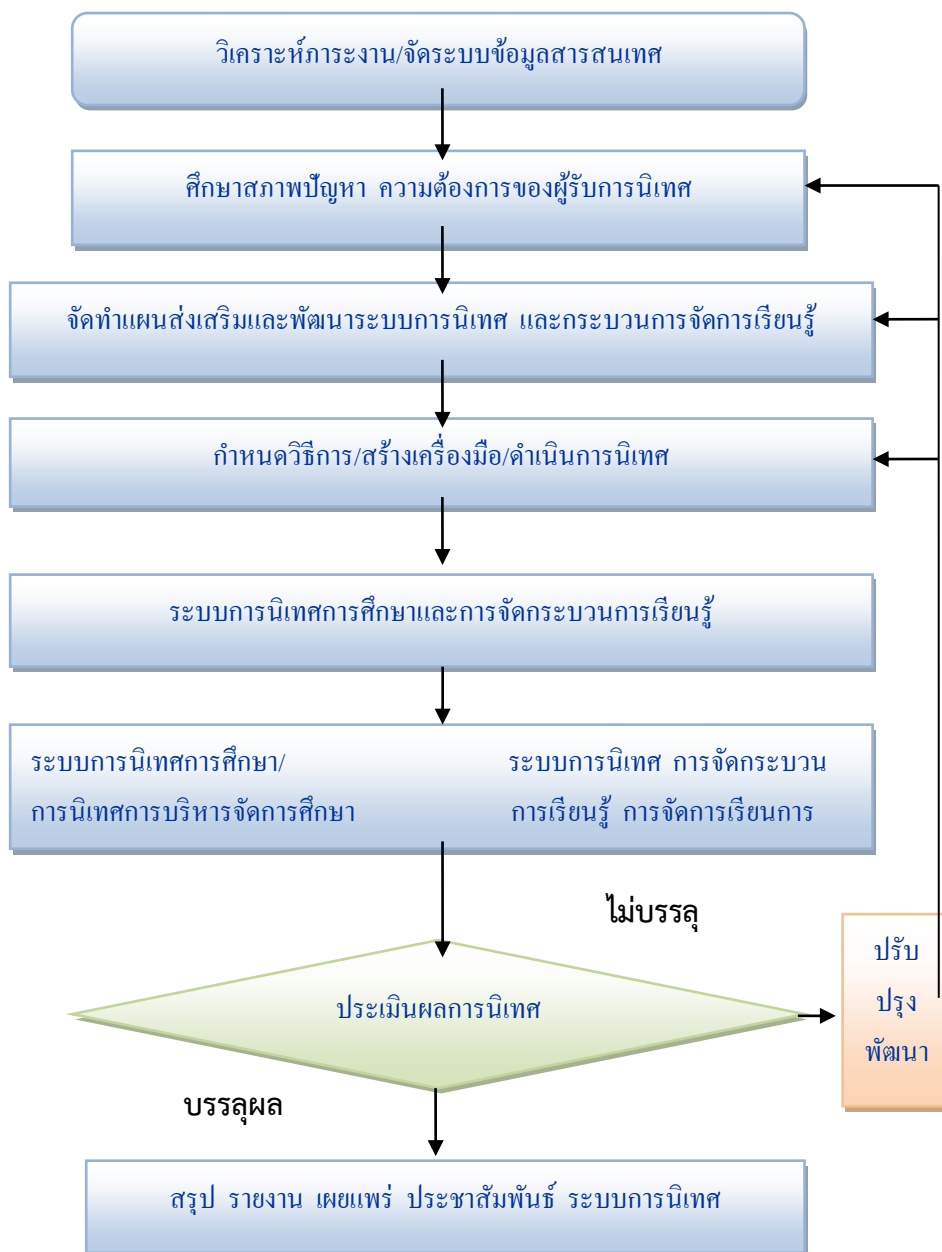 วิเคราะห์ภาระงาน/จัดระบบข้อมูลสารสนเทศ
ศึกษาสภาพปัญหา ความต้องการของผู้รับการนิเทศ
จัดทำแผนส่งเสริมและพัฒนาระบบการนิเทศ และกระบวนการจัดการเรียนรู้
กำหนดวิธีการ/สร้างเครื่องมือ/ดำเนินการนิเทศ
ระบบการนิเทศการศึกษาและการจัดกระบวนการเรียนรู้
ระบบการนิเทศการศึกษา/
การนิเทศการบริหารจัดการศึกษา
ระบบการนิเทศ การจัดกระบวน
การเรียนรู้ การจัดการเรียนการ
ไม่บรรลุ
ประเมินผลการนิเทศ
ปรับ
ปรุง
พัฒนา
บรรลุผล
สรุป รายงาน เผยแพร่ ประชาสัมพันธ์ ระบบการนิเทศ